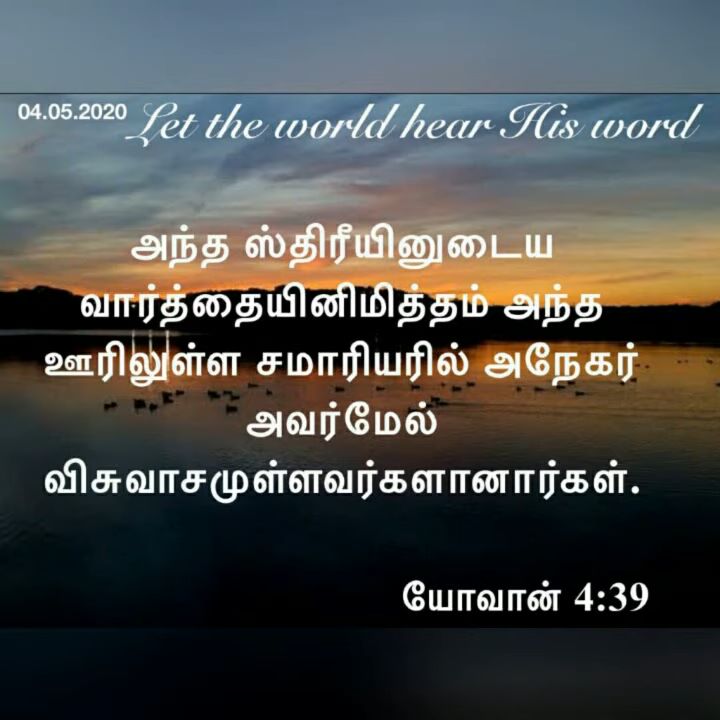 04.05.2020 Let the world hear His word
அந்த ஸ்திரீயினுடைய
வார்த்தையினிமித்தம் அந்த
ஊரிலுள்ள சமாரியரில் அநேகர்
அவர்மேல்
விசுவாசமுள்ளவர்களானார்கள்.
யோவான் 4:39